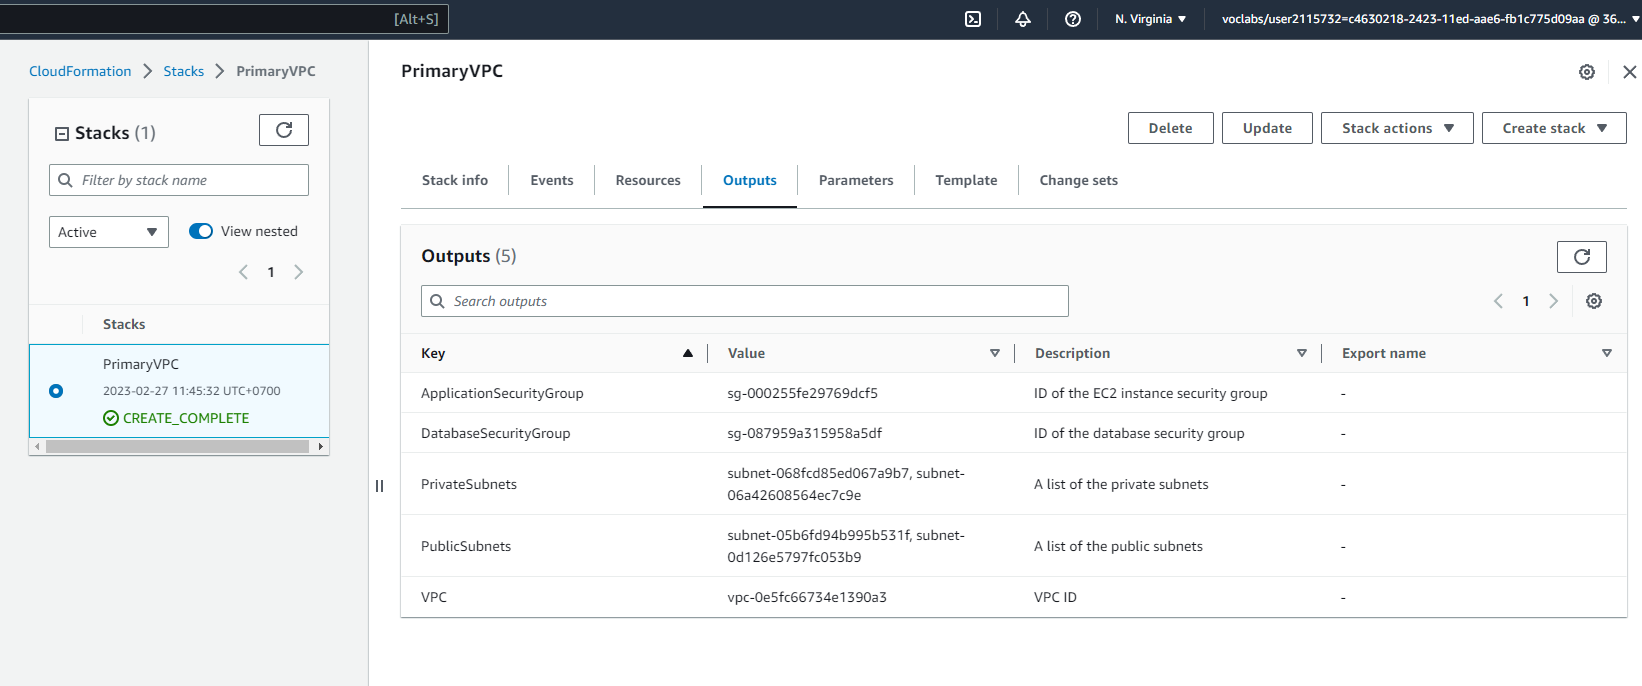 [Alt+S]
N. Virginia
voclabs/user2115732=c4630218-2423-11ed-aae6-fb1c775d09aa @ 36...
CloudFormation
Stacks
PrimaryVPC
Stacks (1)
Filter by stack name
Active
View nested
1
Stacks
PrimaryVPC
2023-02-27 11:45:32 UTC+0700
CREATE_COMPLETE
PrimaryVPC
Delete
Update
Stack actions
Create stack
Stack info
Events
Resources
Outputs
Parameters
Template
Change sets
Outputs (5)
Search outputs
1
Key
Value
Description
Export name
ApplicationSecurityGroup
sg-000255fe29769dcf5
ID of the EC2 instance security group
-
DatabaseSecurityGroup
sg-087959a315958a5df
ID of the database security group
-
PrivateSubnets
subnet-068fcd85ed067a9b7, subnet-
06a42608564ec7c9e
A list of the private subnets
-
PublicSubnets
subnet-05b6fd94b995b531f, subnet-
0d126e5797fc053b9
A list of the public subnets
-
VPC
vpc-0e5fc66734e1390a3
VPC ID
-